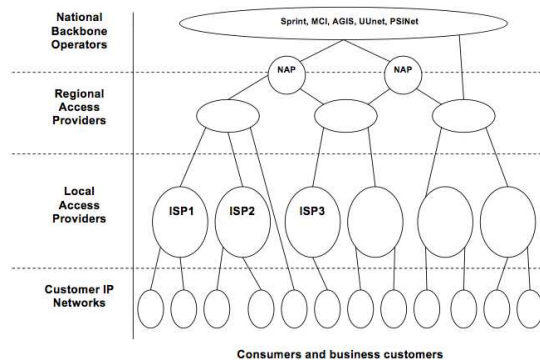 National
Backbone
Operators
Sprint, MCI, AGIS, UUnet, PSINet
NAP
NAP
Regional
Access
Providers
Local
Access
Providers
ISP1
ISP2
ISP3
Customer IP
Networks
Consumers and business customers